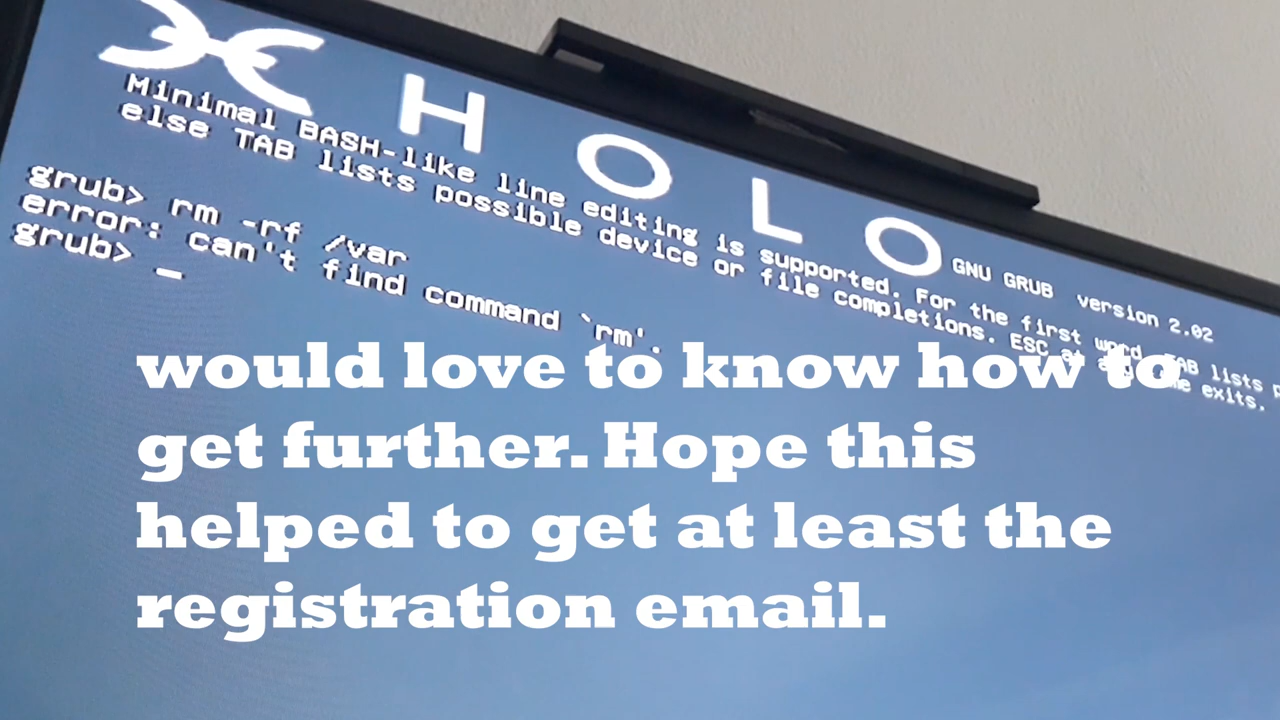 HOLO
GNU GRUB version 2.02
Minimal BASH-like line editing is supported. For the first word, TAB lists
else TAB lists possible device or file completions. ESC at any time exits.
grub> rm -rf /var
error: can't find command `rm'.
grub> _
would love to know how to
get further. Hope this
helped to get at least the
registration email.